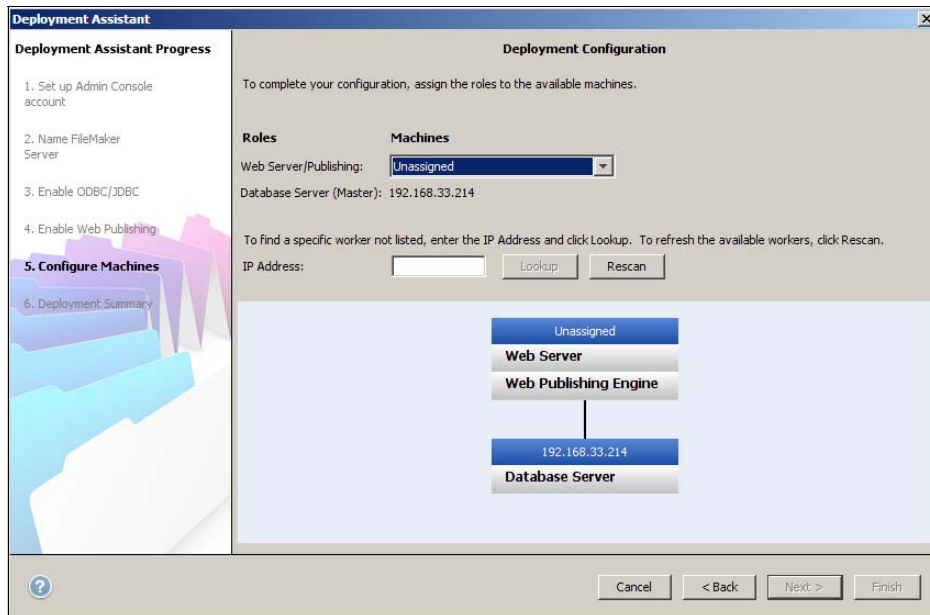 Deployment Assistant
Deployment Assistant Progress
1. Set up Admin Console
account
2. Name FileMaker
Server
3. Enable ODBC/JDBC
4. Enable Web Publishing
5. Configure Machines
6. Deployment Summary
Deployment Configuration
To complete your configuration, assign the roles to the available machines.
Roles Machines
Web Server/Publishing: Unassigned
Database Server (Master): 192.168.33.214
To find a specific worker not listed, enter the IP Address and click Lookup. To refresh the available workers, click Rescan.
IP Address: Lookup Rescan
Unassigned
Web Server
Web Publishing Engine
192.168.33.214
Database Server
? Cancel < Back Next > Finish